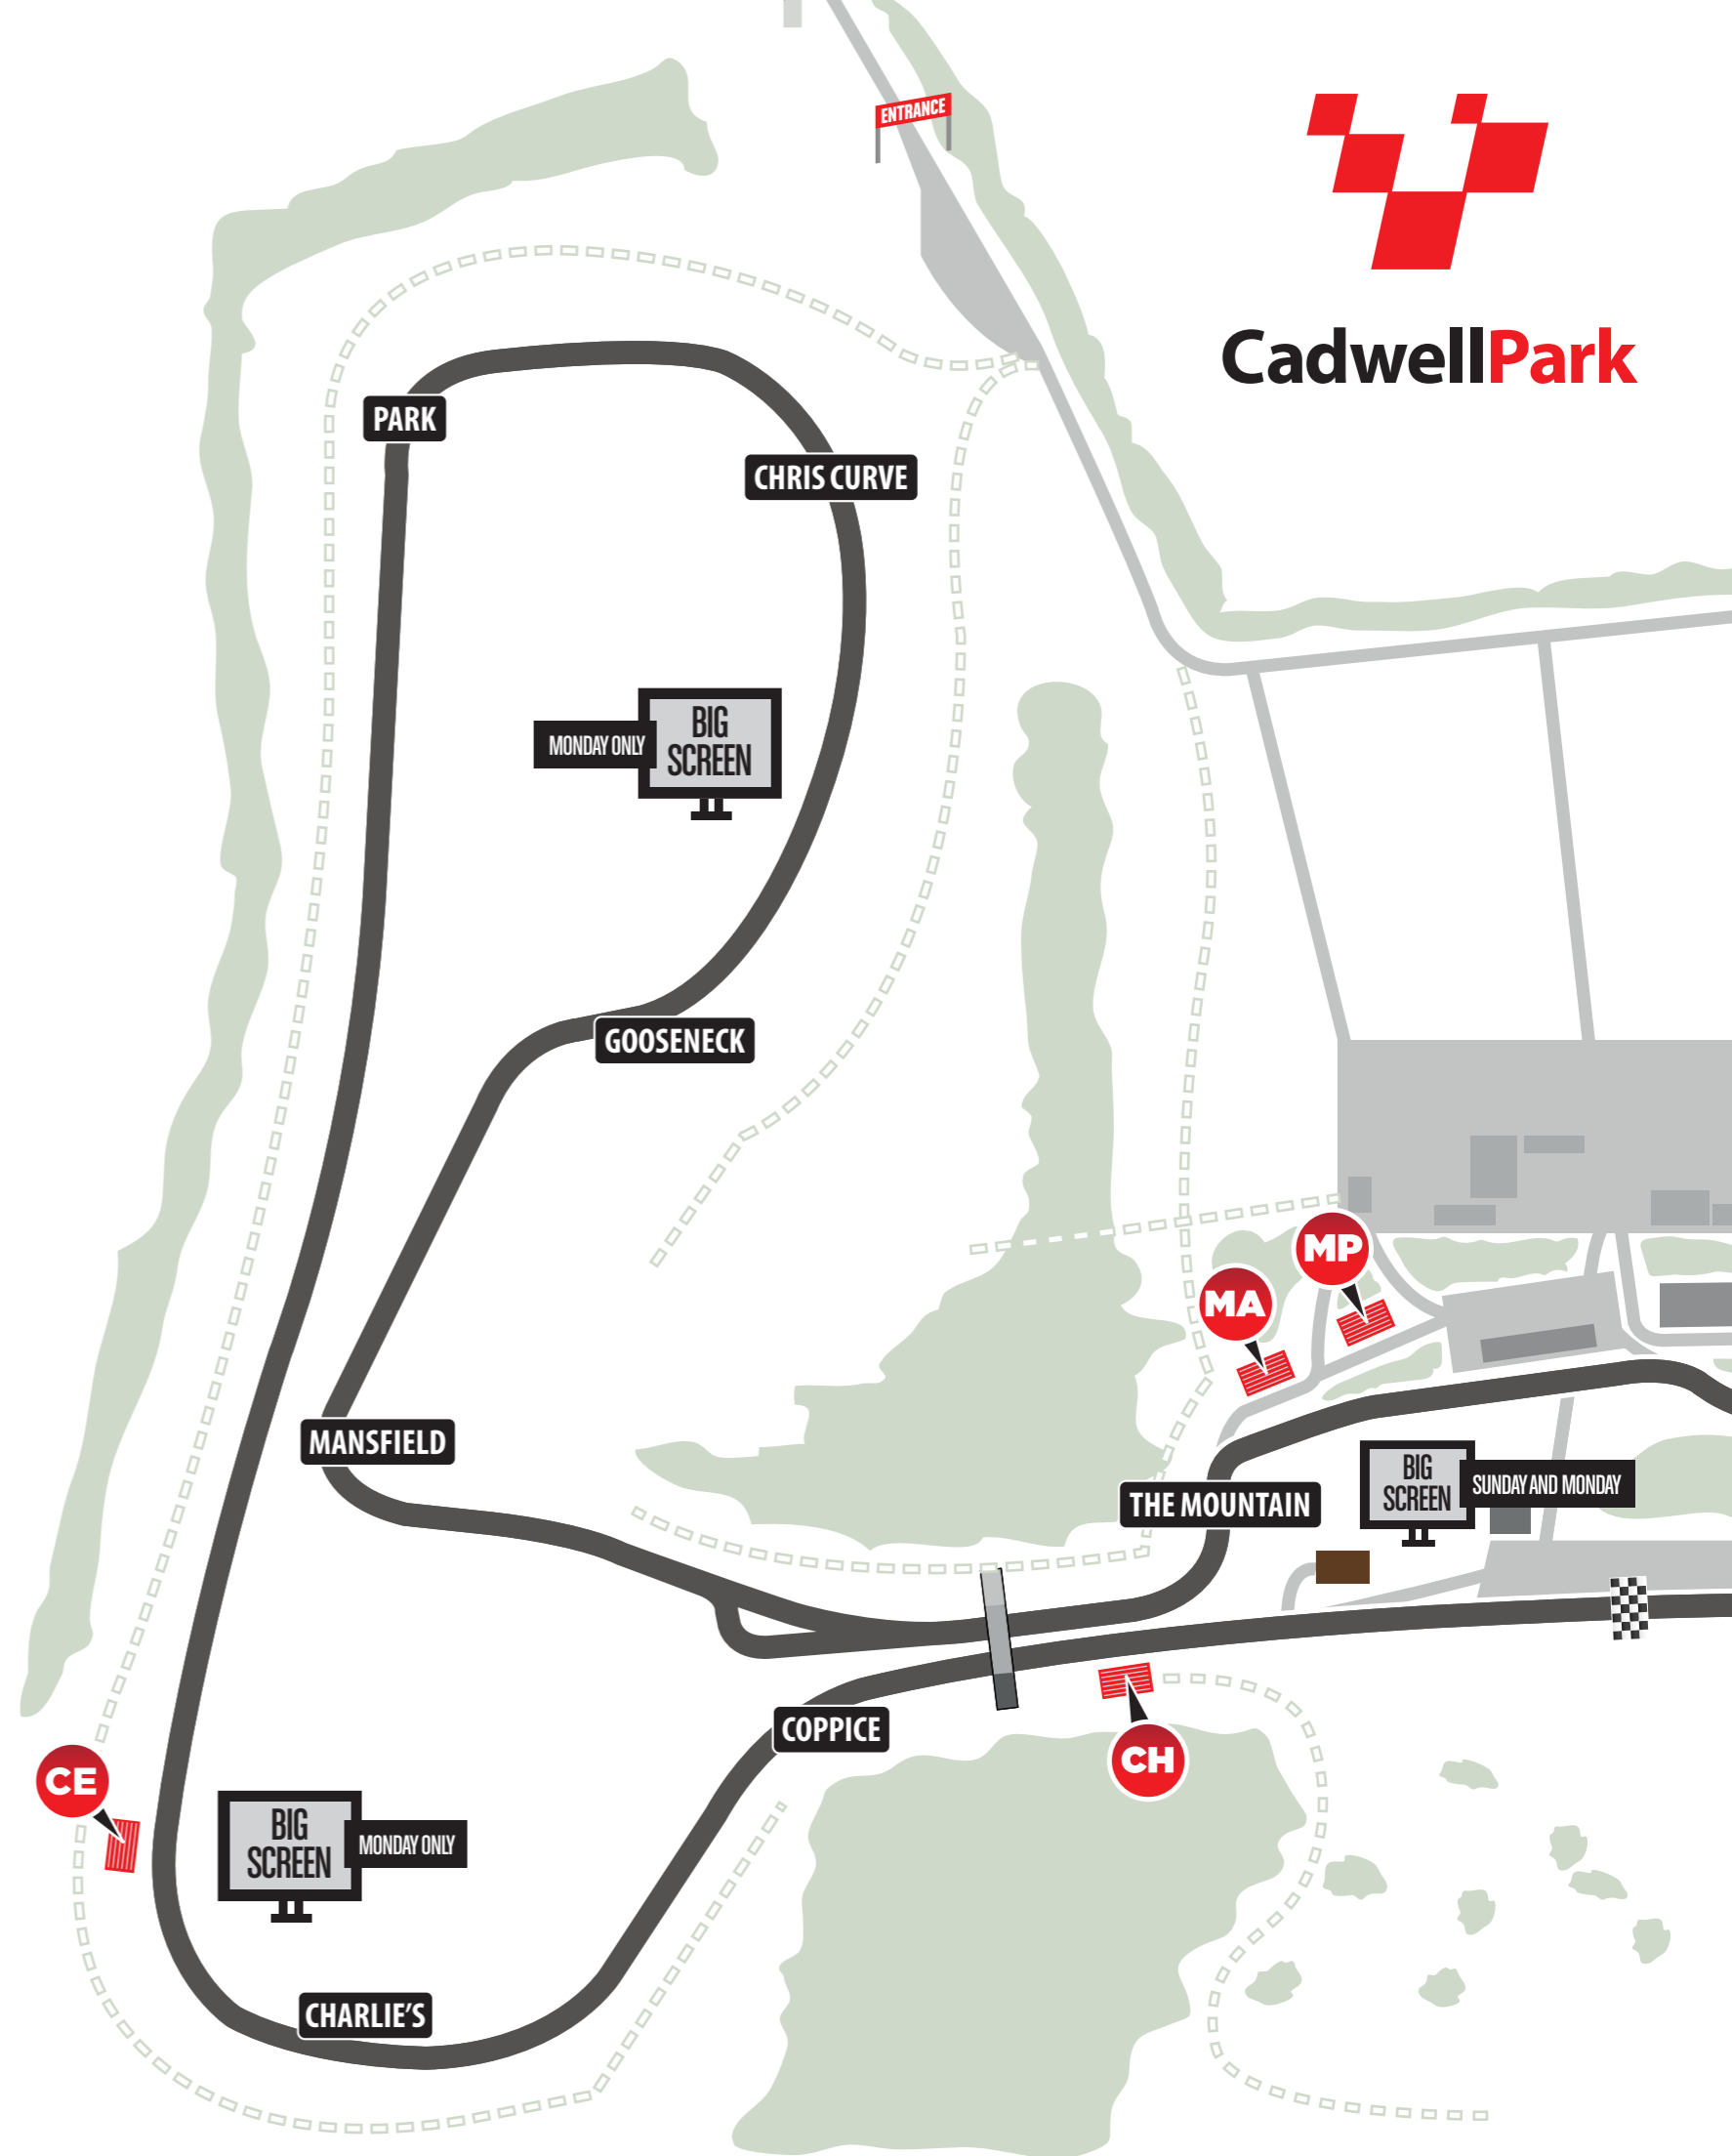 ENTRANCE
CadwellPark
PARK
CHRIS CURVE
MONDAY ONLY
BIG
SCREEN
GOOSENECK
MP
MA
MANSFIELD
THE MOUNTAIN
BIG
SCREEN
SUNDAY AND MONDAY
COPPICE
CH
CE
BIG
SCREEN
MONDAY ONLY
CHARLIE'S